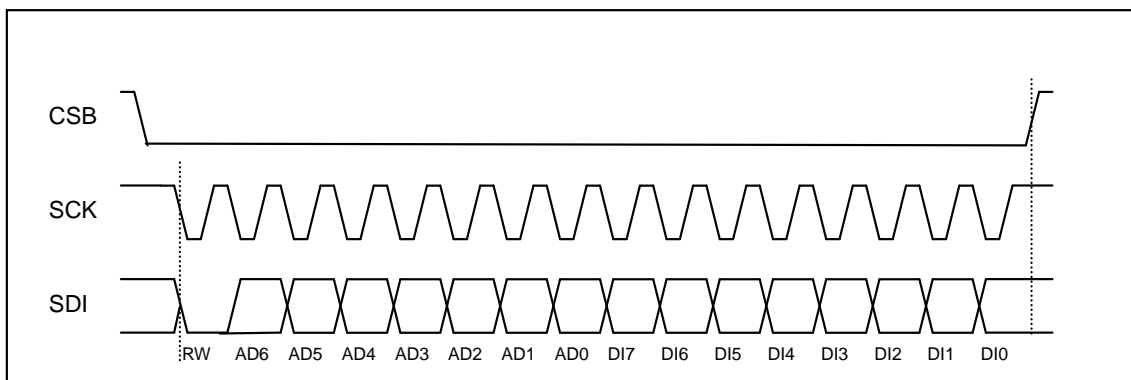 CSB
SCK
SDI
RW AD6 AD5 AD4 AD3 AD2 AD1 AD0 DI7 DI6 DI5 DI4 DI3 DI2 DI1 DI0